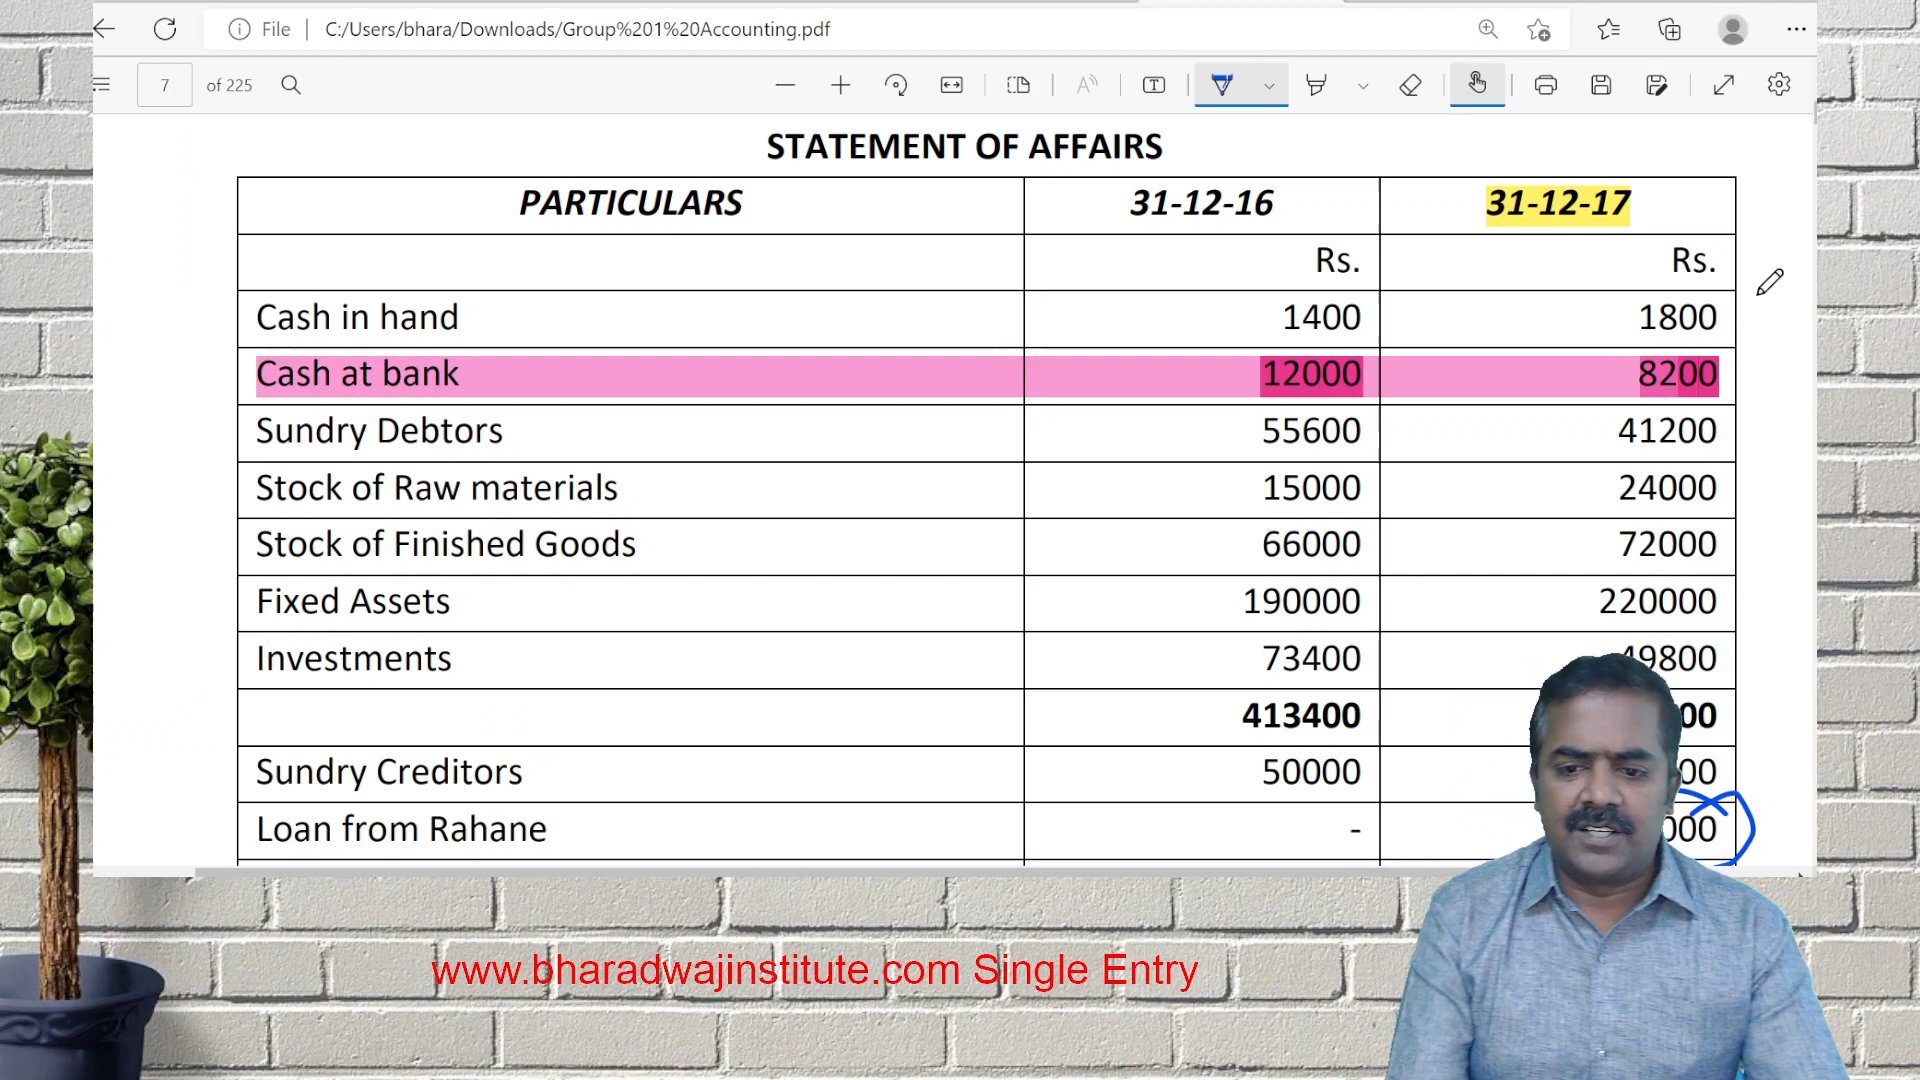 File C:/Users/bhara/Downloads/Group%201%20Accounting.pdf
7 of 225
STATEMENT OF AFFAIRS
PARTICULARS 31-12-16 31-12-17
Rs. Rs.
Cash in hand 1400 1800
Cash at bank 12000 8200
Sundry Debtors 55600 41200
Stock of Raw materials 15000 24000
Stock of Finished Goods 66000 72000
Fixed Assets 190000 220000
Investments 73400 49800
413400
Sundry Creditors 50000
Loan from Rahane -
www.bharadwajinstitute.com Single Entry